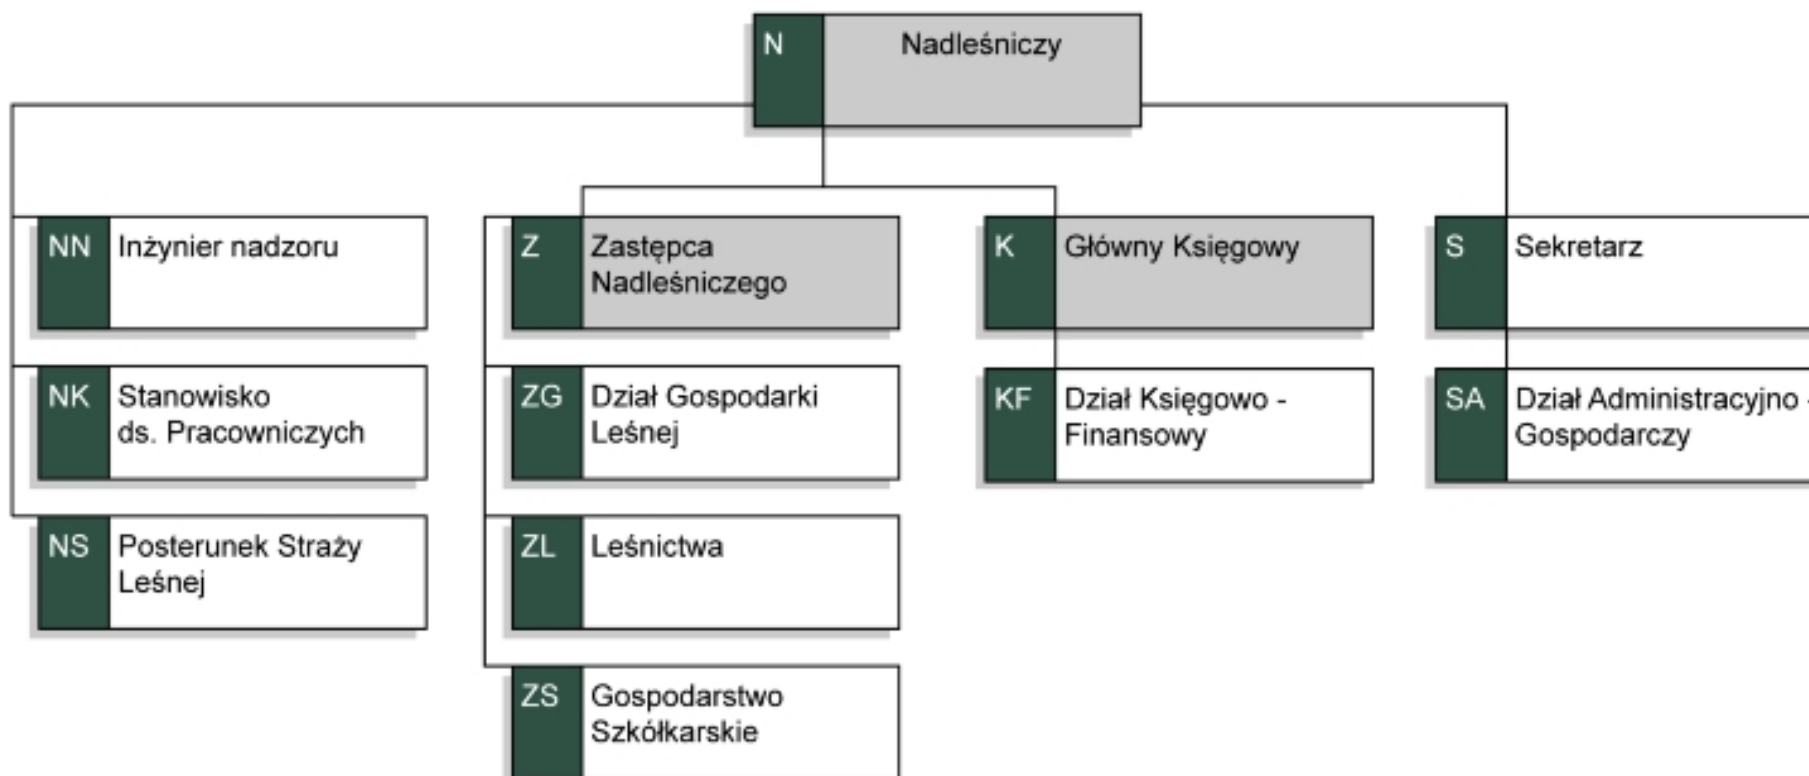 N Nadleśniczy
NN Inżynier nadzoru
Z Zastępca
Nadleśniczego
K Główny Księgowy
S Sekretarz
NK Stanowisko
ds. Pracowniczych
ZG Dział Gospodarki
Leśnej
KF Dział Księgowo -
Finansowy
SA Dział Administracyjno -
Gospodarczy
NS Posterunek Straży
Leśnej
ZL Leśnictwa
ZS Gospodarstwo
Szkółkarskie